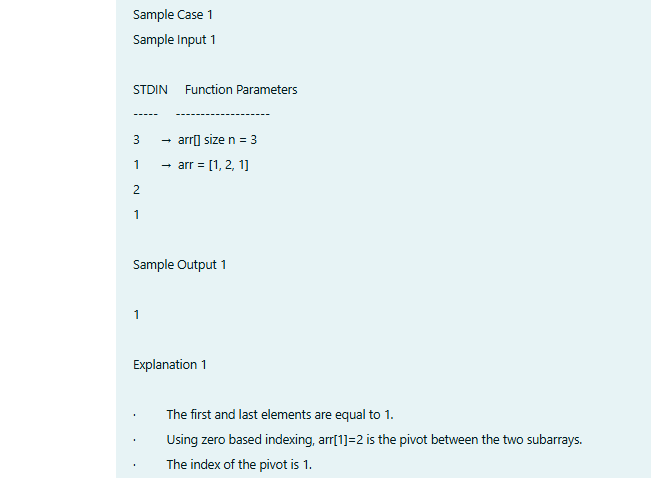 Sample Case 1
Sample Input 1
STDIN Function Parameters
----- -------------------
3 → arr[] size n = 3
1 → arr = [1, 2, 1]
2
1
Sample Output 1
1
Explanation 1
· The first and last elements are equal to 1.
· Using zero based indexing, arr[1]=2 is the pivot between the two subarrays.
· The index of the pivot is 1.